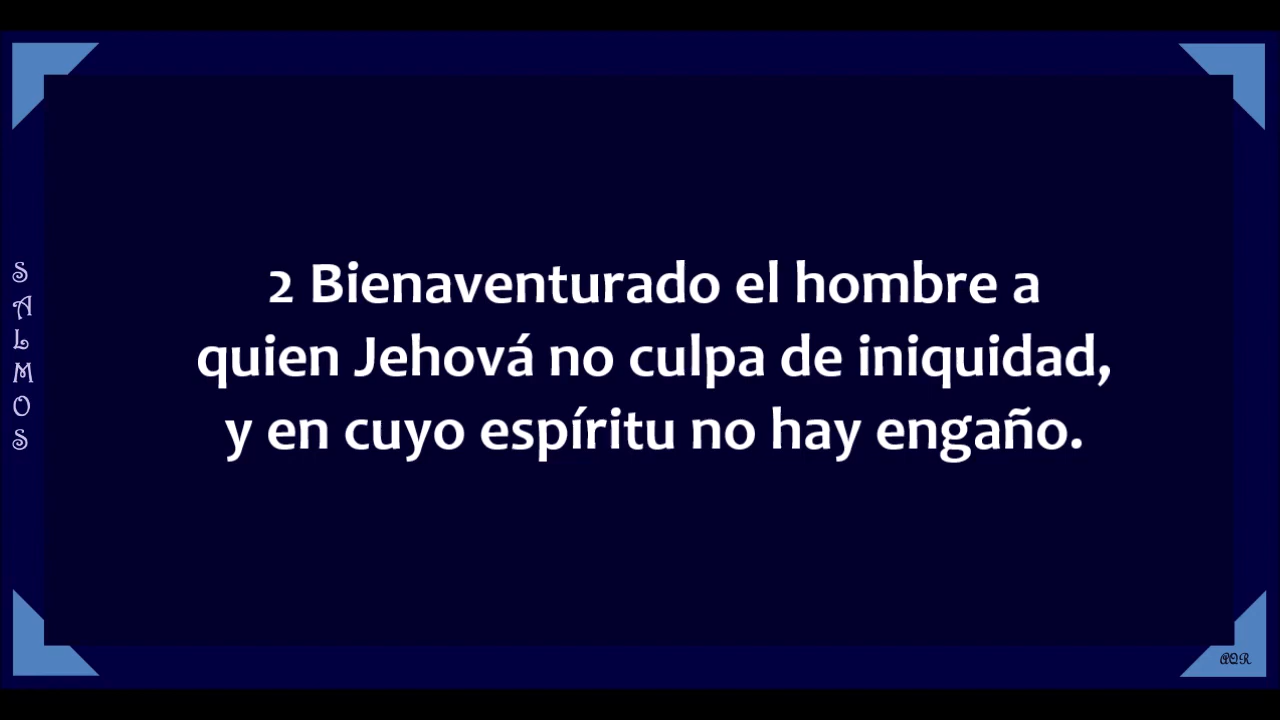 SALMOS
2 Bienaventurado el hombre a
quien Jehová no culpa de iniquidad,
y en cuyo espíritu no hay engaño.